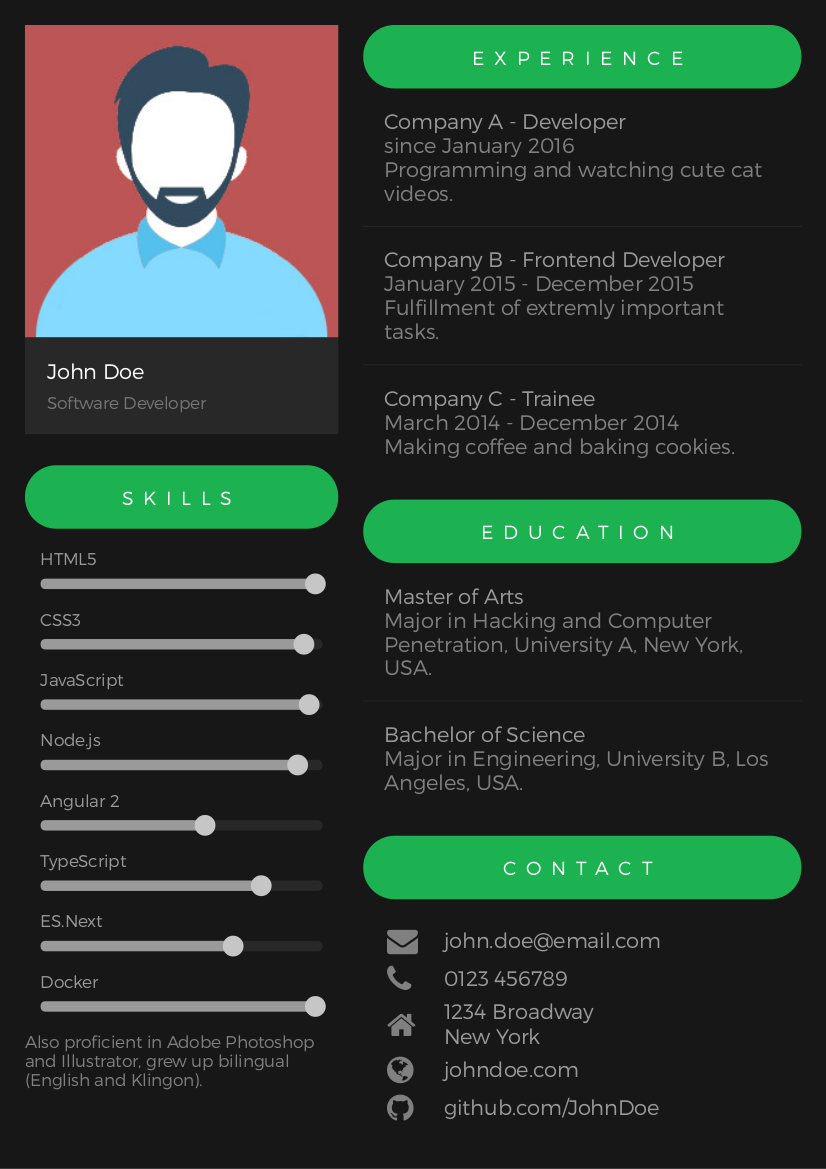 John Doe
Software Developer
SKILLS
HTML5
CSS3
JavaScript
Node.js
Angular 2
TypeScript
ES.Next
Docker
Also proficient in Adobe Photoshop
and Illustrator, grew up bilingual
(English and Klingon).
EXPERIENCE
Company A - Developer
since January 2016
Programming and watching cute cat
videos.
Company B - Frontend Developer
January 2015 - December 2015
Fulfillment of extremly important
tasks.
Company C - Trainee
March 2014 - December 2014
Making coffee and baking cookies.
EDUCATION
Master of Arts
Major in Hacking and Computer
Penetration, University A, New York,
USA.
Bachelor of Science
Major in Engineering, University B, Los
Angeles, USA.
CONTACT
john.doe@email.com
0123 456789
1234 Broadway
New York
johndoe.com
github.com/JohnDoe